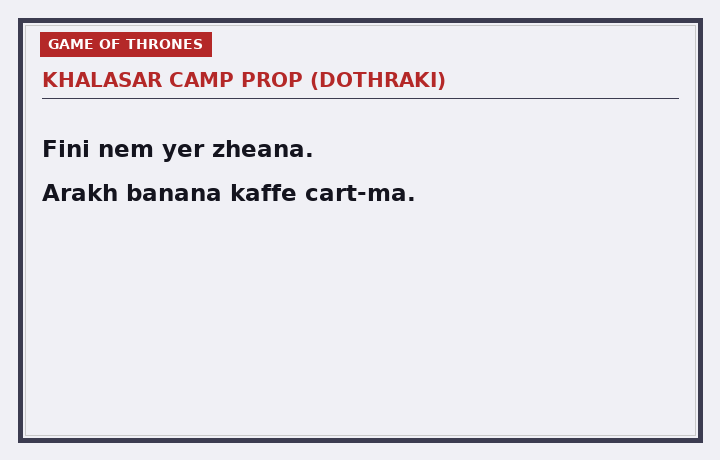 GAME OF THRONES
KHALASAR CAMP PROP (DOTHRAKI)
Fini nem yer zheana.
Arakh banana kaffe cart-ma.